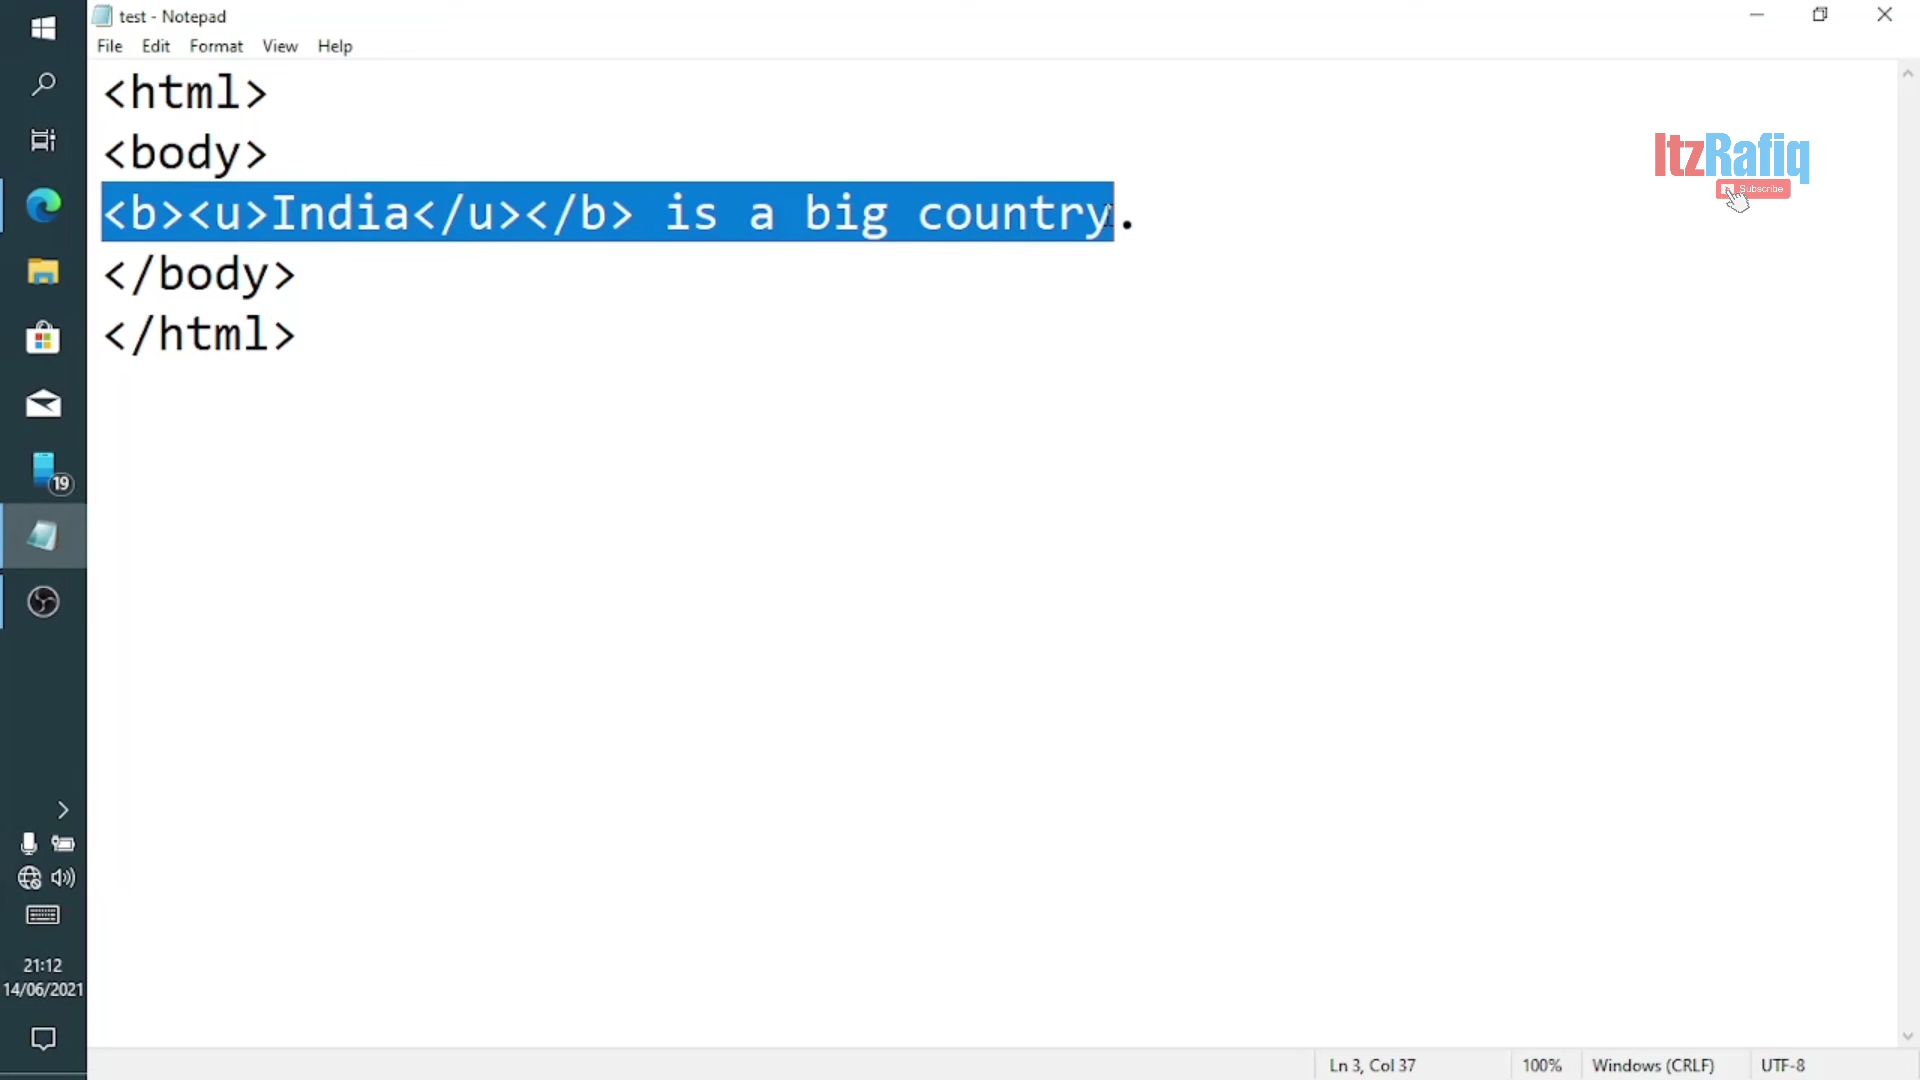 test - Notepad
File Edit Format View Help
<html>
<body>
<b><u>India</u></b> is a big country.
</body>
</html>
ItzRafiq
Subscribe
19
21:12
14/06/2021
Ln 3, Col 37 100% Windows (CRLF) UTF-8